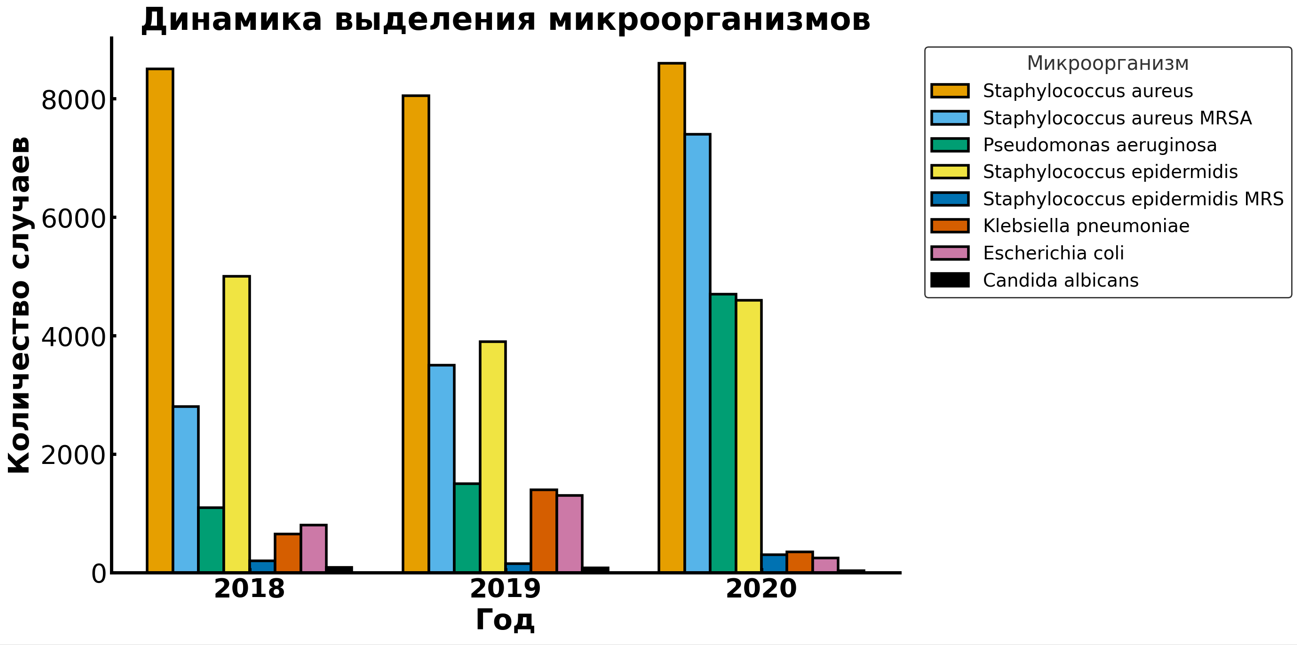 Динамика выделения микроорганизмов
Количество случаев
8000
6000
4000
2000
0
2018
2019
2020
Год
Микроорганизм
Staphylococcus aureus
Staphylococcus aureus MRSA
Pseudomonas aeruginosa
Staphylococcus epidermidis
Staphylococcus epidermidis MRS
Klebsiella pneumoniae
Escherichia coli
Candida albicans